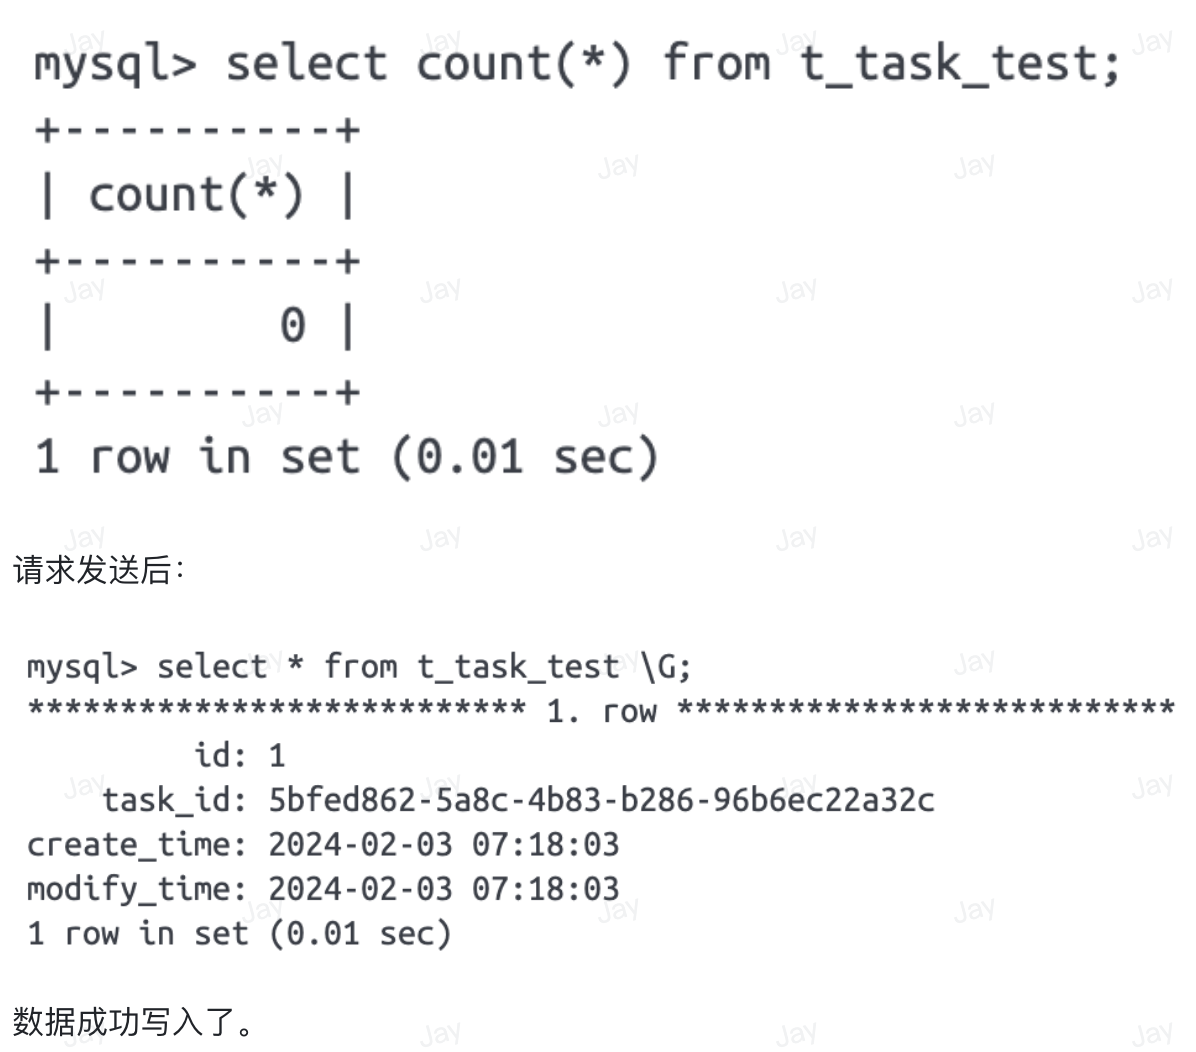 mysql> select count(*) from t_task_test;
+----------+
| count(*) |
+----------+
|        0 |
+----------+
1 row in set (0.01 sec)
请求发送后：
mysql> select * from t_task_test \G;
*************************** 1. row ***************************
         id: 1
    task_id: 5bfed862-5a8c-4b83-b286-96b6ec22a32c
create_time: 2024-02-03 07:18:03
modify_time: 2024-02-03 07:18:03
1 row in set (0.01 sec)
数据成功写入了。
Jay